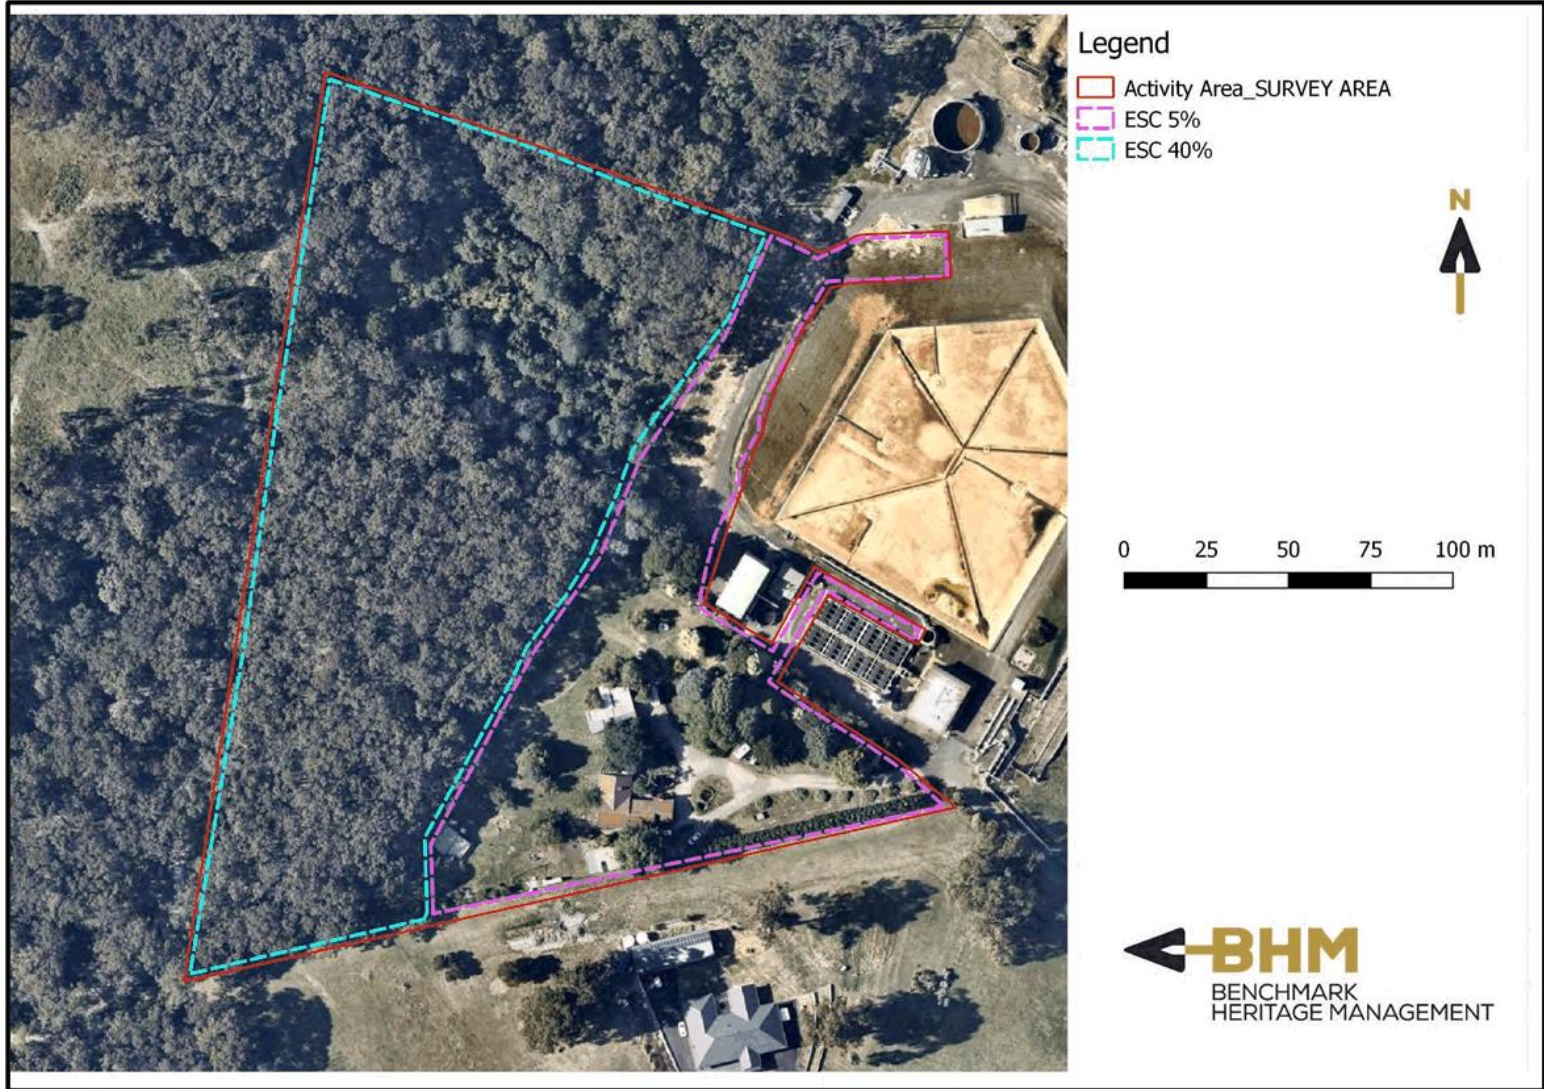 Legend
Activity Area_SURVEY AREA
ESC 5%
ESC 40%
N
0 25 50 75 100 m
BHM
BENCHMARK
HERITAGE MANAGEMENT